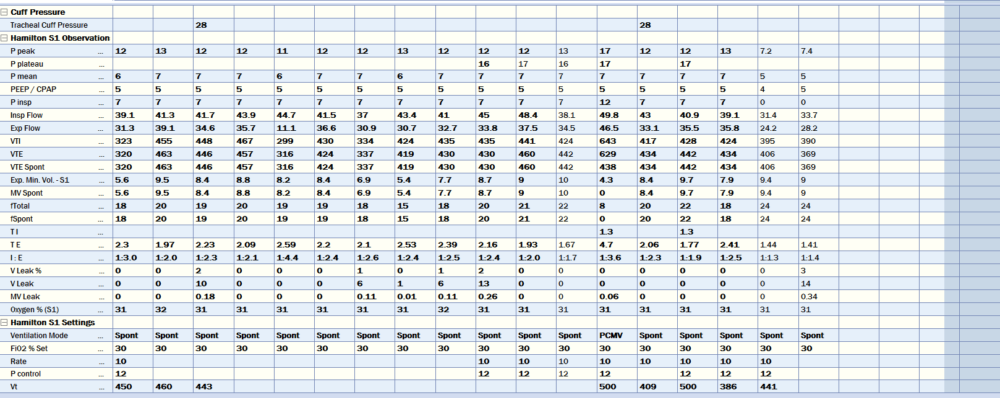 Cuff Pressure
Tracheal Cuff Pressure 28 28
Hamilton S1 Observation
P peak ... 12 13 12 12 11 12 12 13 12 12 12 13 17 12 12 13 7.2 7.4
P plateau ... 16 17 16 17 17
P mean ... 6 7 7 7 6 7 7 6 7 7 7 7 7 7 7 7 5 5
PEEP / CPAP ... 5 5 5 5 5 5 5 5 5 5 5 5 5 5 5 5 4 5
P insp ... 7 7 7 7 7 7 7 7 7 7 7 7 12 7 7 7 0 0
Insp Flow ... 39.1 41.3 41.7 43.9 44.7 41.5 37 43.4 41 45 48.4 38.1 49.8 43 40.9 39.1 31.4 33.7
Exp Flow ... 31.3 39.1 34.6 35.7 11.1 36.6 30.9 30.7 32.7 33.8 37.5 34.5 46.5 33.1 35.5 35.8 24.2 28.2
VTI ... 323 455 448 467 299 430 334 424 435 435 441 424 643 417 428 424 395 390
VTE ... 320 463 446 457 316 424 337 419 430 430 460 442 629 434 442 434 406 369
VTE Spont ... 320 463 446 457 316 424 337 419 430 430 460 442 438 434 442 434 406 369
Exp. Min. Vol. - S1 ... 5.6 9.5 8.4 8.8 8.2 8.4 6.9 5.4 7.7 8.7 9 10 4.3 8.4 9.7 7.9 9.4 9
MV Spont ... 5.6 9.5 8.4 8.8 8.2 8.4 6.9 5.4 7.7 8.7 9 10 0 8.4 9.7 7.9 9.4 9
fTotal ... 18 20 19 20 19 19 18 15 18 20 21 22 8 20 22 18 24 24
fSpont ... 18 20 19 20 19 19 18 15 18 20 21 22 0 20 22 18 24 24
T I ... 1.3 1.3
T E ... 2.3 1.97 2.23 2.09 2.59 2.2 2.1 2.53 2.39 2.16 1.93 1.67 4.7 2.06 1.77 2.41 1.44 1.41
I : E ... 1:3.0 1:2.0 1:2.3 1:2.1 1:4.4 1:2.4 1:2.6 1:2.4 1:2.5 1:2.4 1:2.0 1:1.7 1:3.6 1:2.3 1:1.9 1:2.5 1:1.3 1:1.4
V Leak % ... 0 0 2 0 0 0 1 0 1 2 0 0 0 0 0 0 0 3
V Leak ... 0 0 10 0 0 0 6 1 6 13 0 0 0 0 0 0 0 14
MV Leak ... 0 0 0.18 0 0 0 0.11 0.01 0.11 0.26 0 0 0.06 0 0 0 0 0.34
Oxygen % (S1) ... 31 32 31 31 31 31 31 31 32 31 31 31 31 31 31 31 31 31
Hamilton S1 Settings
Ventilation Mode ... Spont Spont Spont Spont Spont Spont Spont Spont Spont Spont Spont Spont PCMV Spont Spont Spont Spont Spont
FiO2 % Set ... 30 30 30 30 30 30 30 30 30 30 30 30 30 30 30 30 30 30
Rate ... 10 10 10 10 10 10 10 10 10
P control ... 12 12 12 12 12 12 12 12
Vt ... 450 460 443 500 409 500 386 441